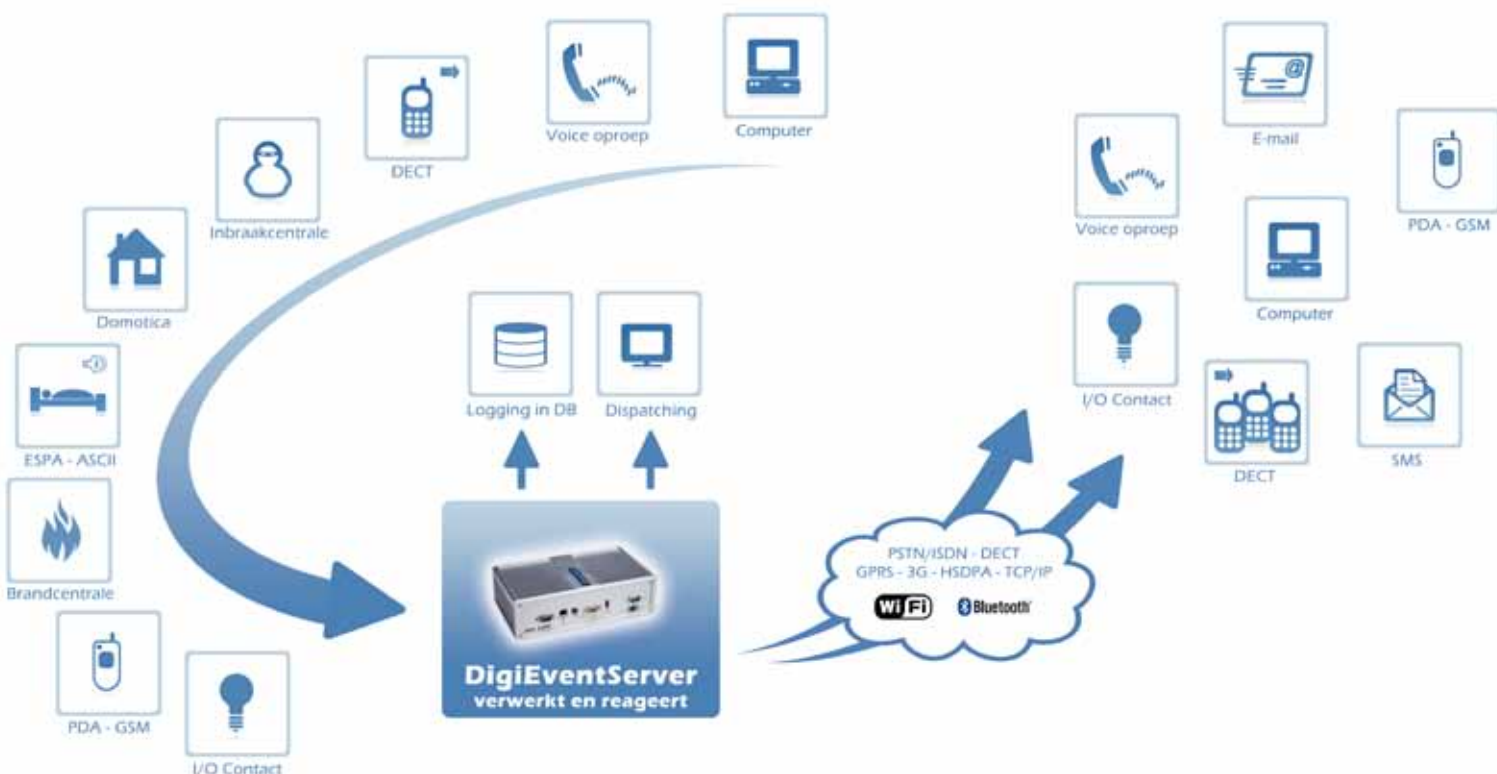 Computer
Voice oproep
DECT
Inbraakcentrale
Domotica
ESPA - ASCII
Brandcentrale
PDA - GSM
I/O Contact
Logging in DB
Dispatching
DigiEventServer
verwerkt en reageert
PSTN/ISDN - DECT
GPRS - 3G - HSDPA - TCP/IP
Wi Fi
Bluetooth
@
E-mail
Voice oproep
PDA - GSM
Computer
I/O Contact
DECT
SMS